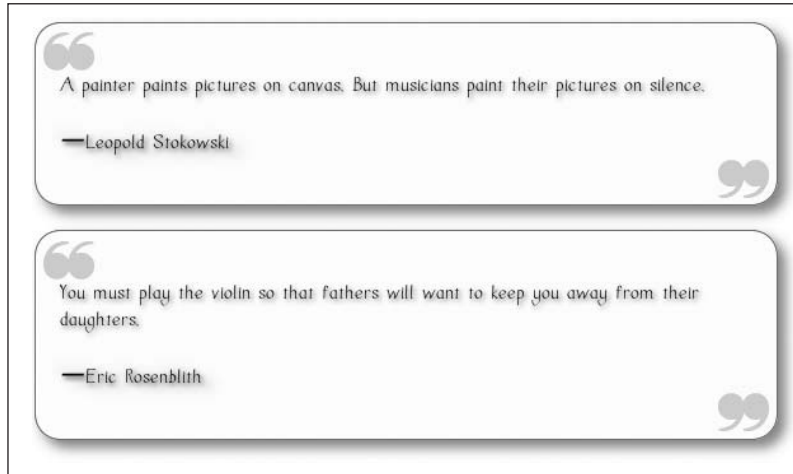 “
A painter paints pictures on canvas. But musicians paint their pictures on silence.
—Leopold Stokowski
”
“
You must play the violin so that fathers will want to keep you away from their
daughters.
—Eric Rosenblith
”